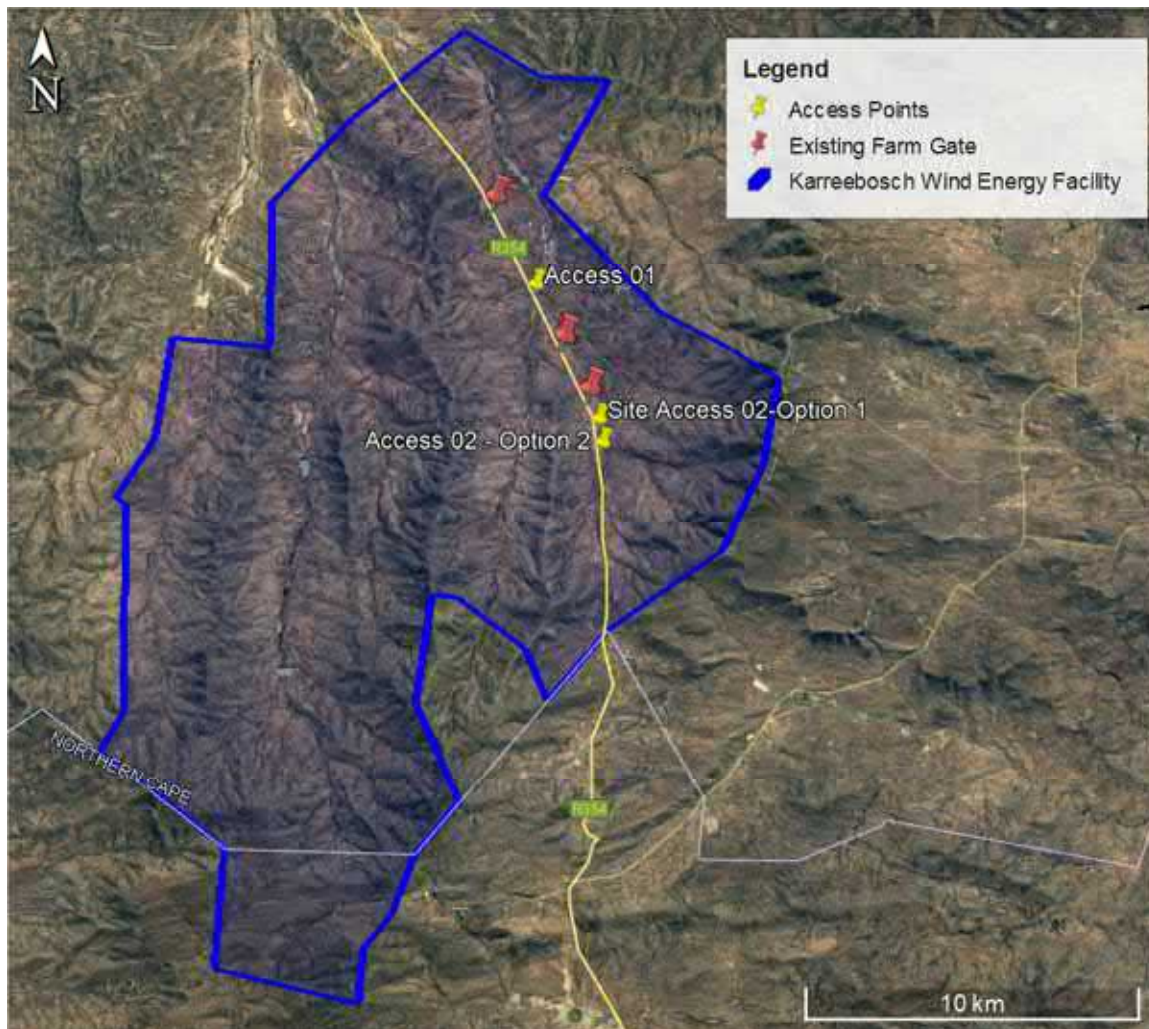 N
Legend
Access Points
Existing Farm Gate
Karreebosch Wind Energy Facility
R354
Access 01
Site Access 02-Option 1
Access 02 - Option 2
NORTHERN CAPE
R354
10 km